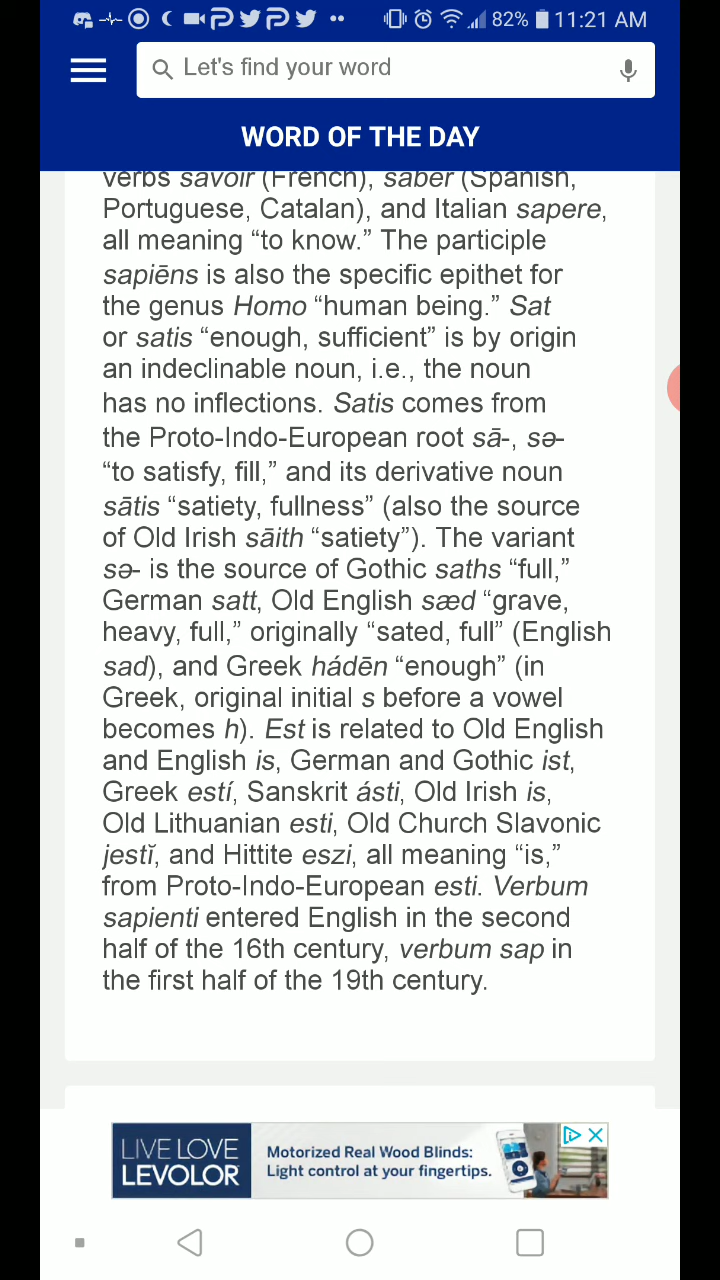 82% 11:21 AM
Let's find your word
WORD OF THE DAY
verbs savoir (French), saber (Spanish,
Portuguese, Catalan), and Italian sapere,
all meaning “to know.” The participle
sapiēns is also the specific epithet for
the genus Homo “human being.” Sat
or satis “enough, sufficient” is by origin
an indeclinable noun, i.e., the noun
has no inflections. Satis comes from
the Proto-Indo-European root sā-, sə-
“to satisfy, fill,” and its derivative noun
sātis “satiety, fullness” (also the source
of Old Irish sāith “satiety”). The variant
sə- is the source of Gothic saths “full,”
German satt, Old English sæd “grave,
heavy, full,” originally “sated, full” (English
sad), and Greek hádēn “enough” (in
Greek, original initial s before a vowel
becomes h). Est is related to Old English
and English is, German and Gothic ist,
Greek estí, Sanskrit ásti, Old Irish is,
Old Lithuanian esti, Old Church Slavonic
jestĭ, and Hittite eszi, all meaning “is,”
from Proto-Indo-European esti. Verbum
sapienti entered English in the second
half of the 16th century, verbum sap in
the first half of the 19th century.
LIVE LOVE
LEVOLOR
Motorized Real Wood Blinds:
Light control at your fingertips.